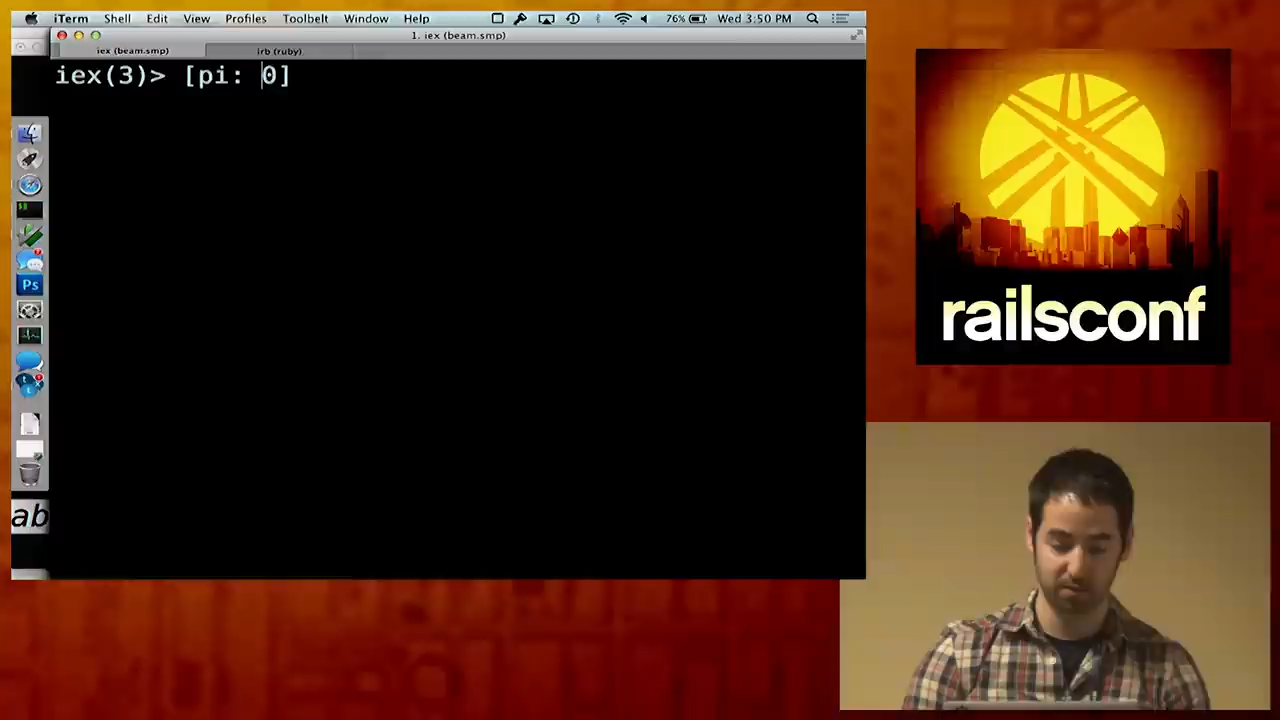 iTerm Shell Edit View Profiles Toolbelt Window Help 76% Wed 3:50 PM
1. iex (beam.smp)
iex (beam.smp) irb (ruby)
iex(3)> [pi: 0]
Ps
ab
railsconf